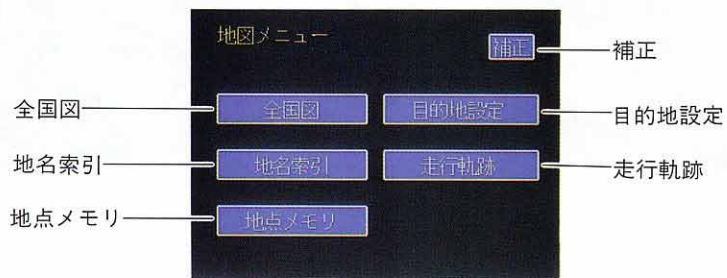 地図メニュー
補正
補正
全国図
全国図
目的地設定
目的地設定
地名索引
地名索引
走行軌跡
走行軌跡
地点メモリ
地点メモリ